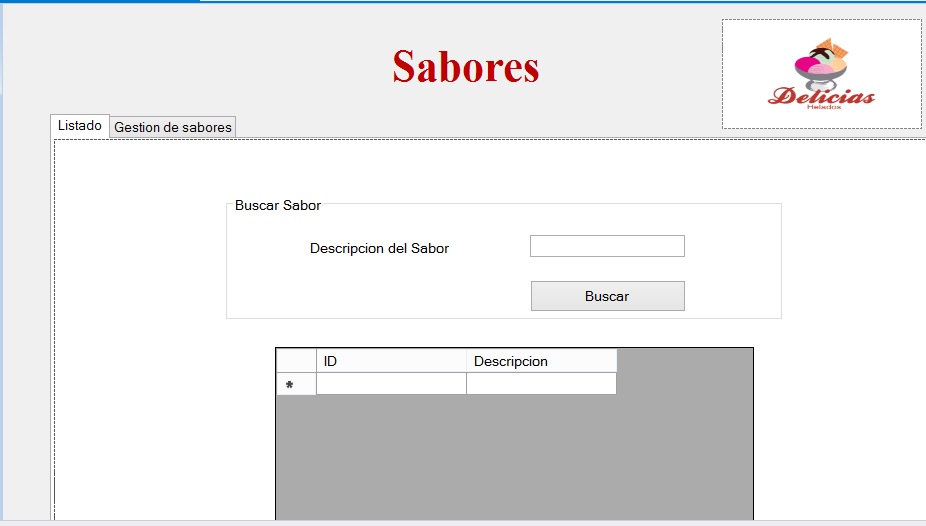 Sabores
Delicias
Helados
Listado
Gestion de sabores
Buscar Sabor
Descripcion del Sabor
Buscar
ID
Descripcion
*